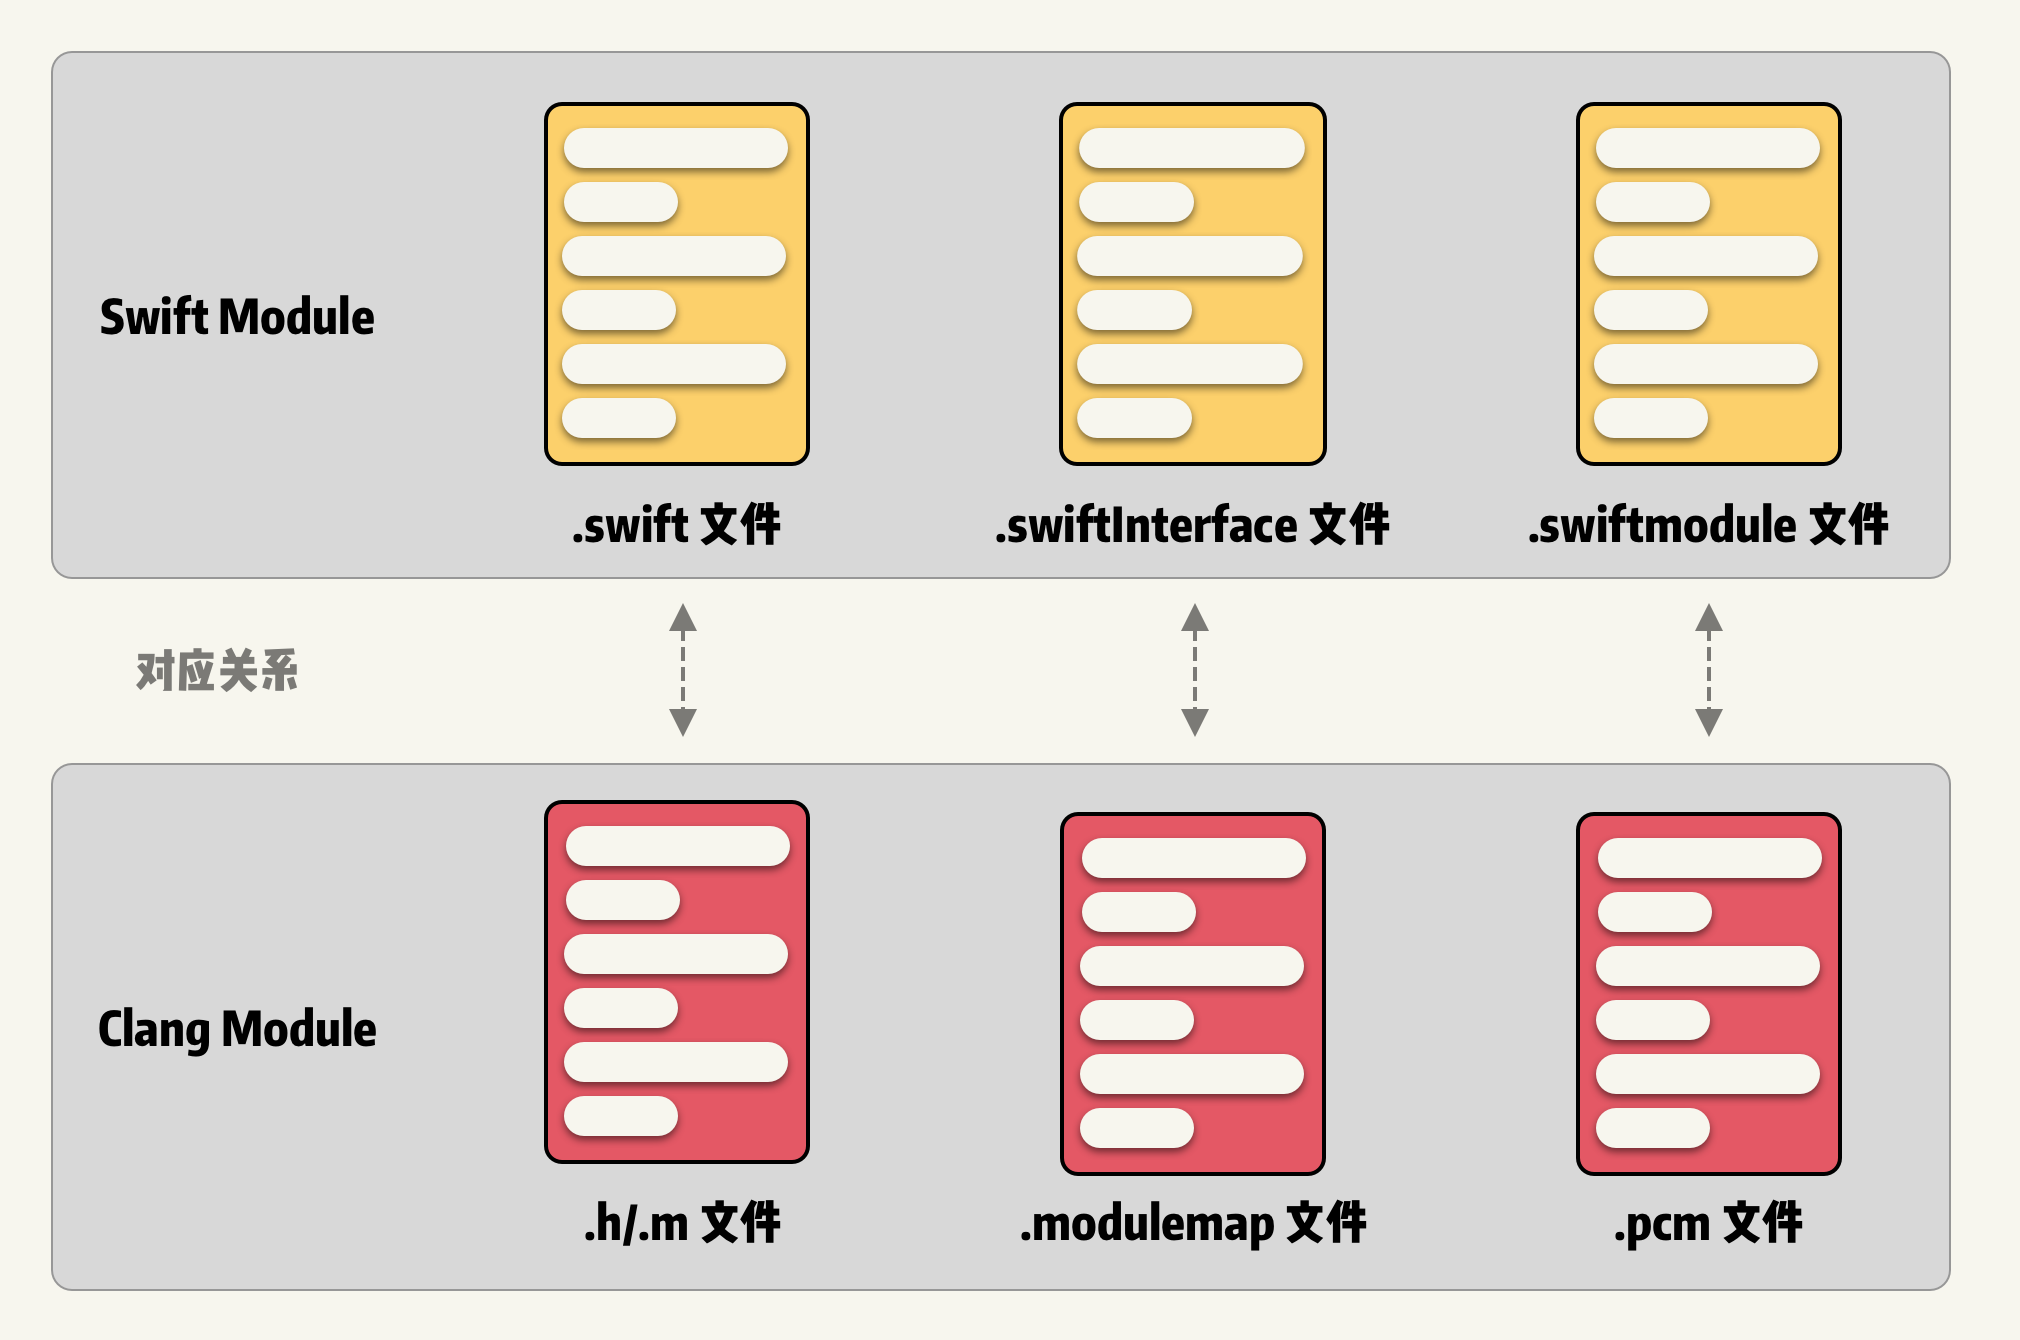 Swift Module
.swift 文件
.swiftInterface 文件
.swiftmodule 文件
对应关系
Clang Module
.h/.m 文件
.modulemap 文件
.pcm 文件